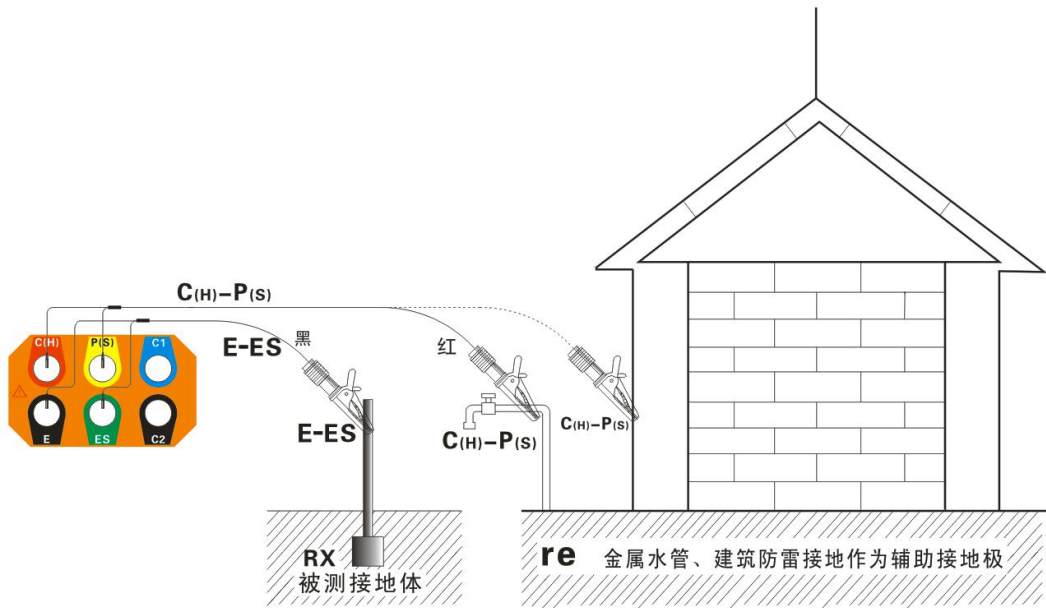 C(H)-P(S)
C(H) P(S) C1
E ES C2
E-ES 黑
红
E-ES
C(H)-P(S)
C(H)-P(S)
RX
被测接地体
re 金属水管、建筑防雷接地作为辅助接地极